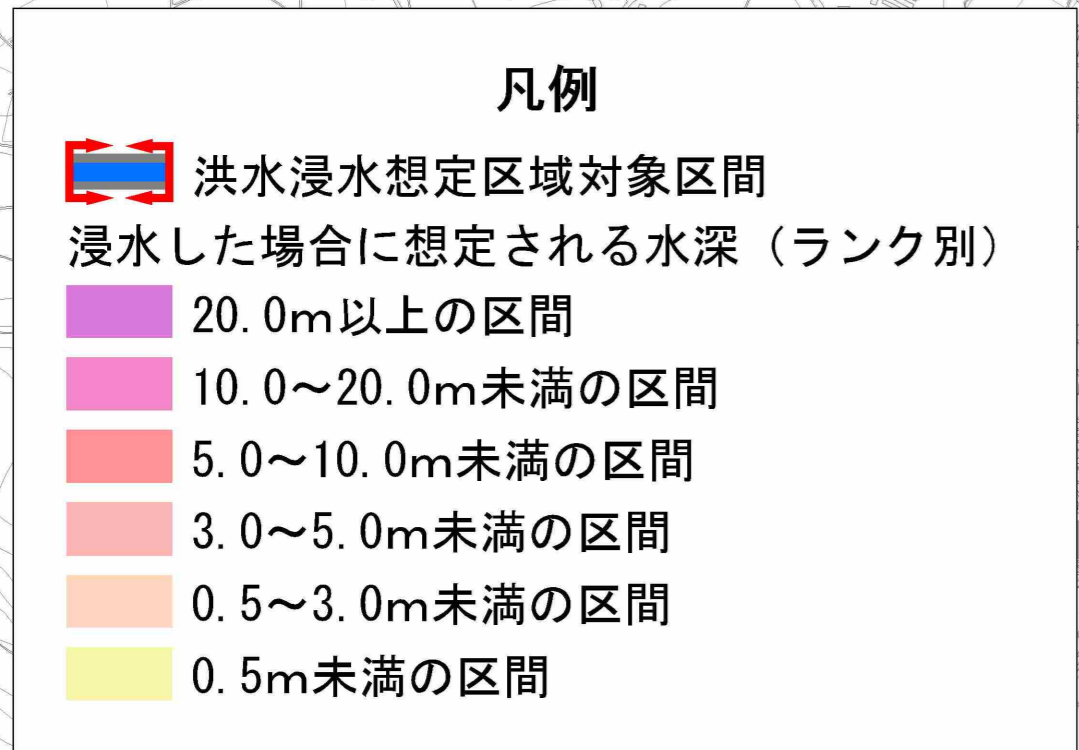 凡例
洪水浸水想定区域対象区間
浸水した場合に想定される水深（ランク別）
20.0m以上の区間
10.0～20.0m未満の区間
5.0～10.0m未満の区間
3.0～5.0m未満の区間
0.5～3.0m未満の区間
0.5m未満の区間